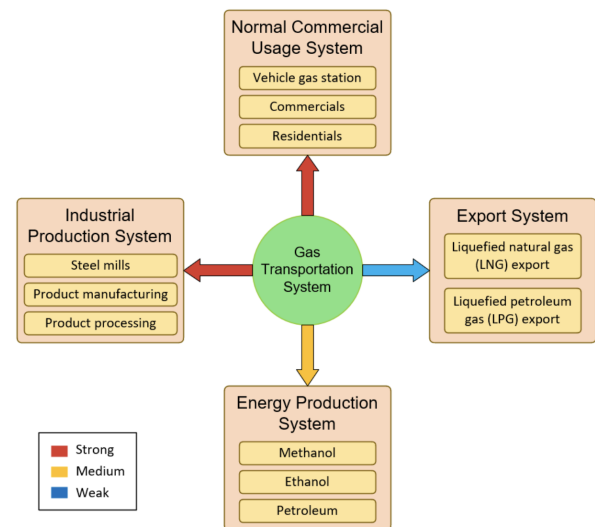 Normal Commercial
Usage System
Vehicle gas station
Commercials
Residentials
Industrial
Production System
Steel mills
Product manufacturing
Product processing
Gas
Transportation
System
Export System
Liquefied natural gas
(LNG) export
Liquefied petroleum
gas (LPG) export
Energy Production
System
Methanol
Ethanol
Petroleum
Strong
Medium
Weak